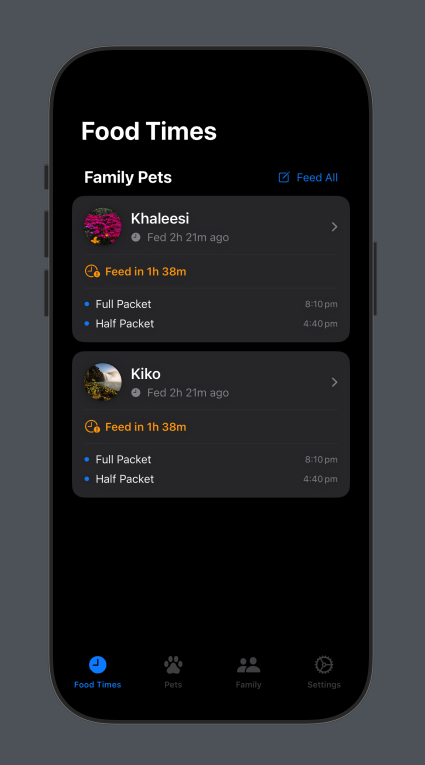 Food Times
Family Pets
Feed All
Khaleesi
Fed 2h 21m ago
Feed in 1h 38m
Full Packet 8:10 pm
Half Packet 4:40 pm
Kiko
Fed 2h 21m ago
Feed in 1h 38m
Full Packet 8:10 pm
Half Packet 4:40 pm
Food Times Pets Family Settings